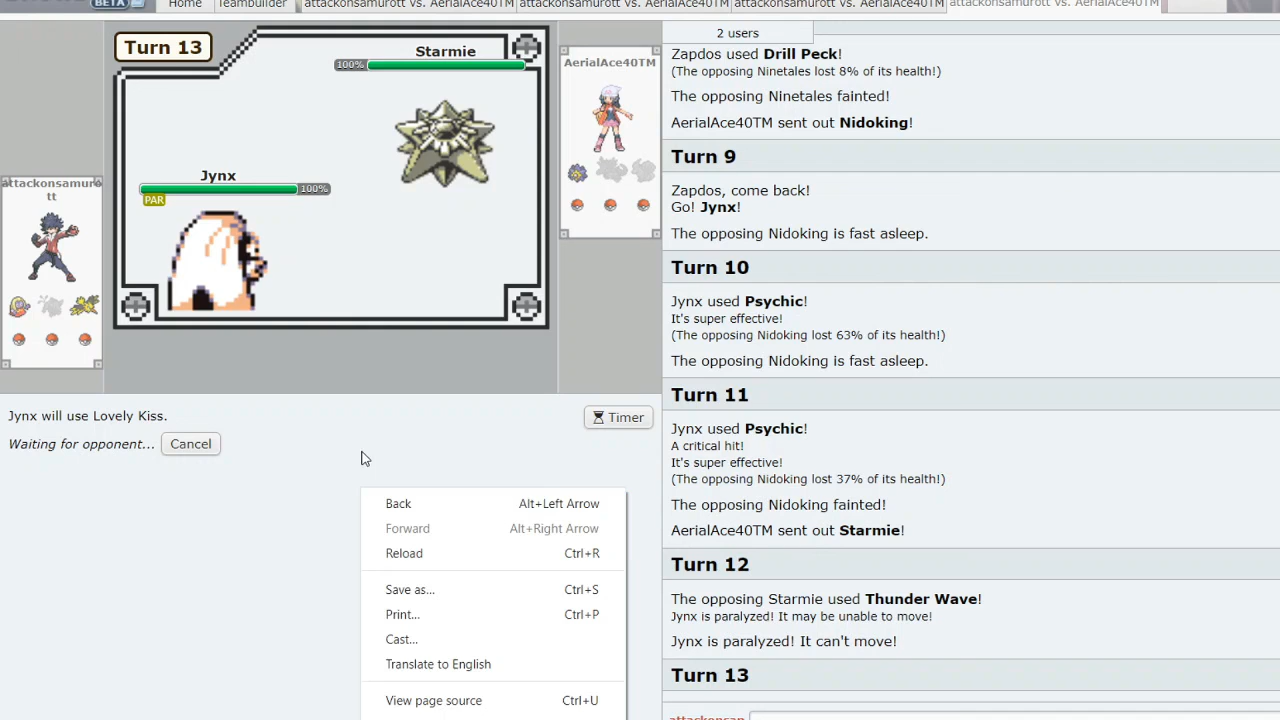 BETA
Home
Teambuilder
attackonsamurott vs. AerialAce40TM
attackonsamurott vs. AerialAce40TM
attackonsamurott vs. AerialAce40TM
attackonsamurott vs. AerialAce40TM
Turn 13
Starmie
100%
Jynx
100%
PAR
attackonsamuro
tt
AerialAce40TM
Jynx will use Lovely Kiss.
Waiting for opponent... Cancel
Timer
Back Alt+Left Arrow
Forward Alt+Right Arrow
Reload Ctrl+R
Save as... Ctrl+S
Print... Ctrl+P
Cast...
Translate to English
View page source Ctrl+U
2 users
Zapdos used Drill Peck!
(The opposing Ninetales lost 8% of its health!)
The opposing Ninetales fainted!
AerialAce40TM sent out Nidoking!
Turn 9
Zapdos, come back!
Go! Jynx!
The opposing Nidoking is fast asleep.
Turn 10
Jynx used Psychic!
It's super effective!
(The opposing Nidoking lost 63% of its health!)
The opposing Nidoking is fast asleep.
Turn 11
Jynx used Psychic!
A critical hit!
It's super effective!
(The opposing Nidoking lost 37% of its health!)
The opposing Nidoking fainted!
AerialAce40TM sent out Starmie!
Turn 12
The opposing Starmie used Thunder Wave!
Jynx is paralyzed! It may be unable to move!
Jynx is paralyzed! It can't move!
Turn 13